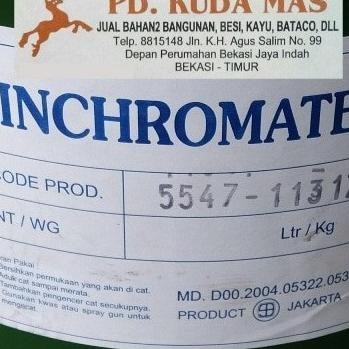 PD. KUDA MAS
JUAL BAHAN2 BANGUNAN, BESI, KAYU, BATACO, DLL
Telp. 8815148 Jln. K.H. Agus Salim No. 99
Depan Perumahan Bekasi Jaya Indah
BEKASI - TIMUR
INCHROMATE
CODE PROD.
5547-1131
NT / WG
Ltr / Kg
Pakai
Bersihkan permukaan yang akan di cat.
Aduk cat sampai merata.
Tambahkan pengencer cat secukupnya.
Gunakan kwas atau spray gun untuk
mengecat.
MD. D00.2004.05322.053
PRODUCT JAKARTA